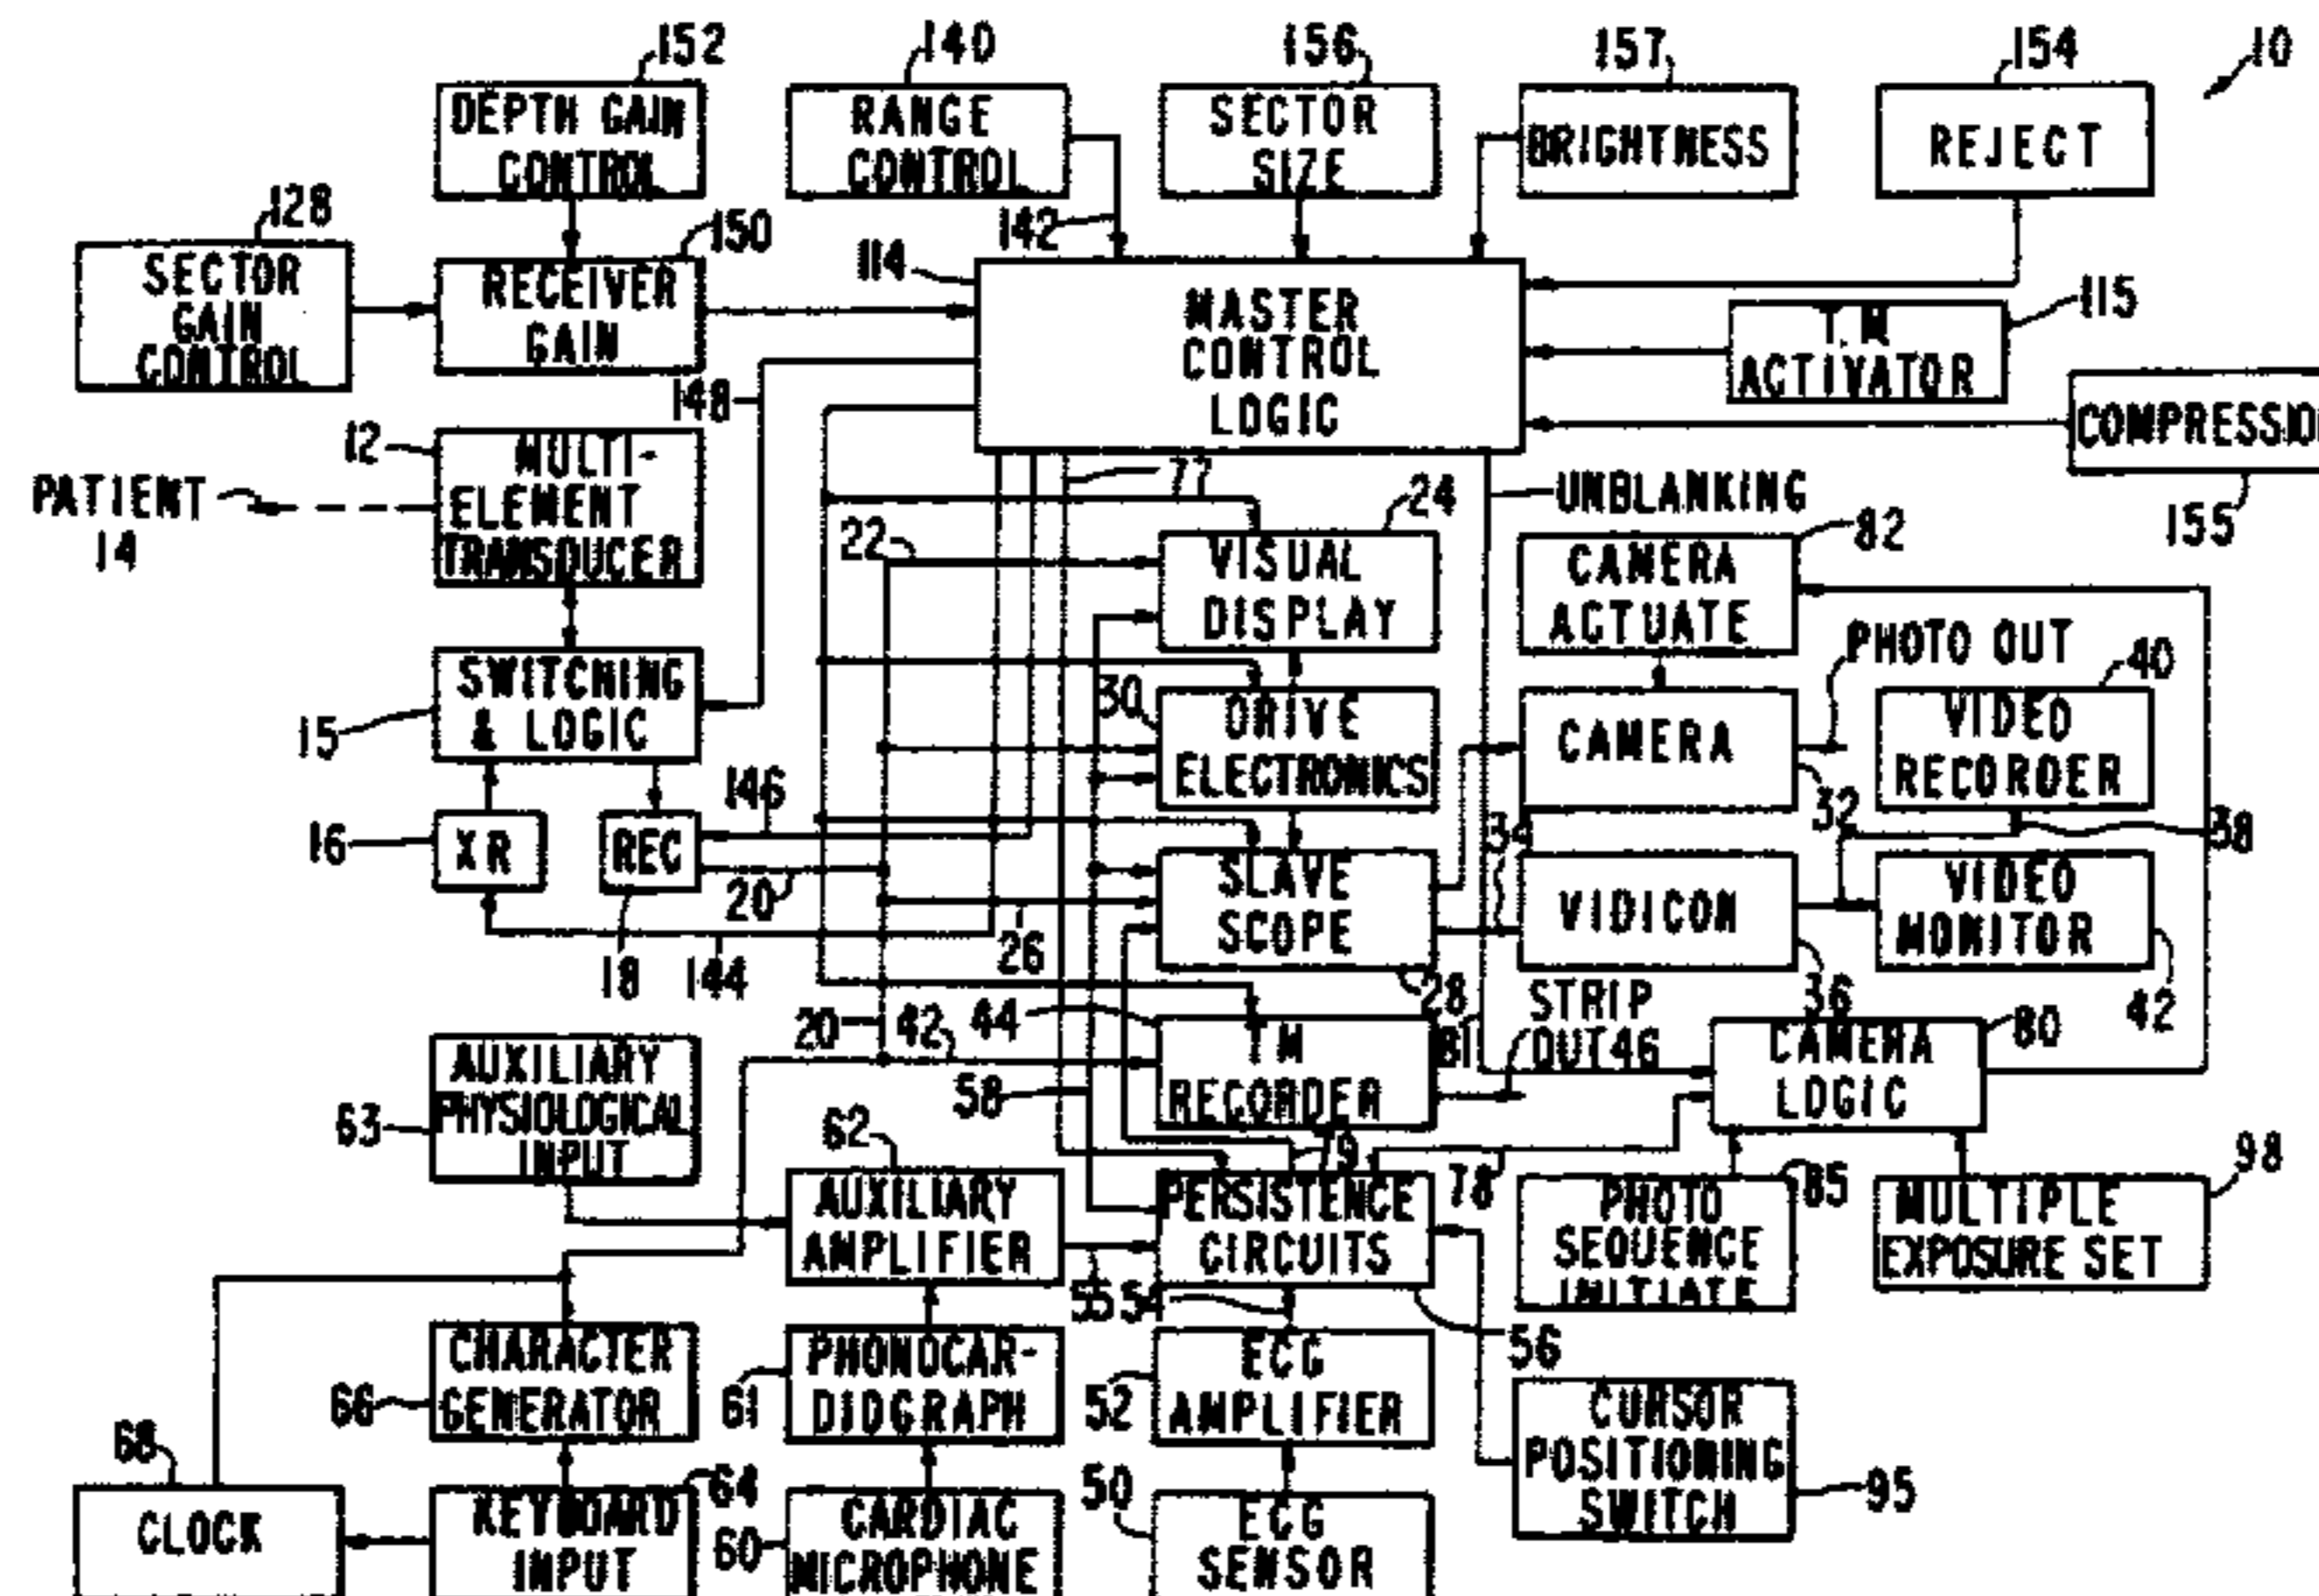 152
140
156
157
154
10
DEPTH GAIN
CONTROL
RANGE
CONTROL
SECTOR
SIZE
BRIGHTNESS
REJECT
128
150
142
114
115
SECTOR
GAIN
CONTROL
RECEIVER
GAIN
MASTER
CONTROL
LOGIC
T.M
ACTIVATOR
148
12
PATIENT
14
MULTI-
ELEMENT
TRANSDUCER
77
UNBLANKING
24
82
155
22
VISUAL
DISPLAY
CAMERA
ACTUATE
PHOTO OUT
40
SWITCHING
& LOGIC
15
30
DRIVE
ELECTRONICS
CAMERA
VIDEO
RECORDER
146
34
32
38
16
XR
REC
SLAVE
SCOPE
VIDICON
VIDEO
MONITOR
20
18
144
26
28
36
42
STRIP
OUT 46
20
42
44
81
80
TM
RECORDER
CAMERA
LOGIC
AUXILIARY
PHYSIOLOGICAL
INPUT
63
58
62
78
85
98
AUXILIARY
AMPLIFIER
PERSISTENCE
CIRCUITS
PHOTO
SEQUENCE
INITIATE
MULTIPLE
EXPOSURE SET
55
54
56
CHARACTER
GENERATOR
66
PHONOCAR-
DIOGRAPH
61
ECG
AMPLIFIER
52
CURSOR
POSITIONING
SWITCH
95
68
64
60
50
CLOCK
KEYBOARD
INPUT
CARDIAC
MICROPHONE
ECG
SENSOR